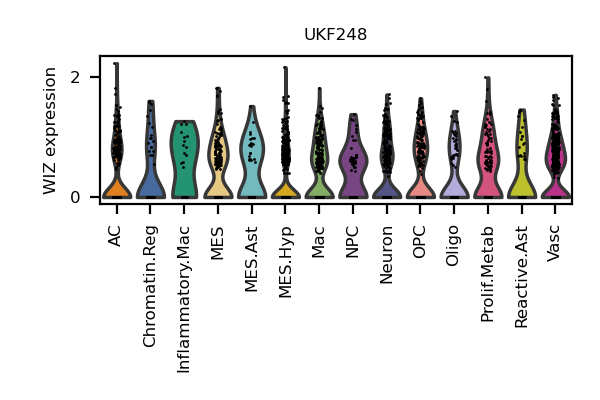 UKF248
WIZ expression
2
0
AC
Chromatin.Reg
Inflammatory.Mac
MES
MES.Ast
MES.Hyp
Mac
NPC
Neuron
OPC
Oligo
Prolif.Metab
Reactive.Ast
Vasc